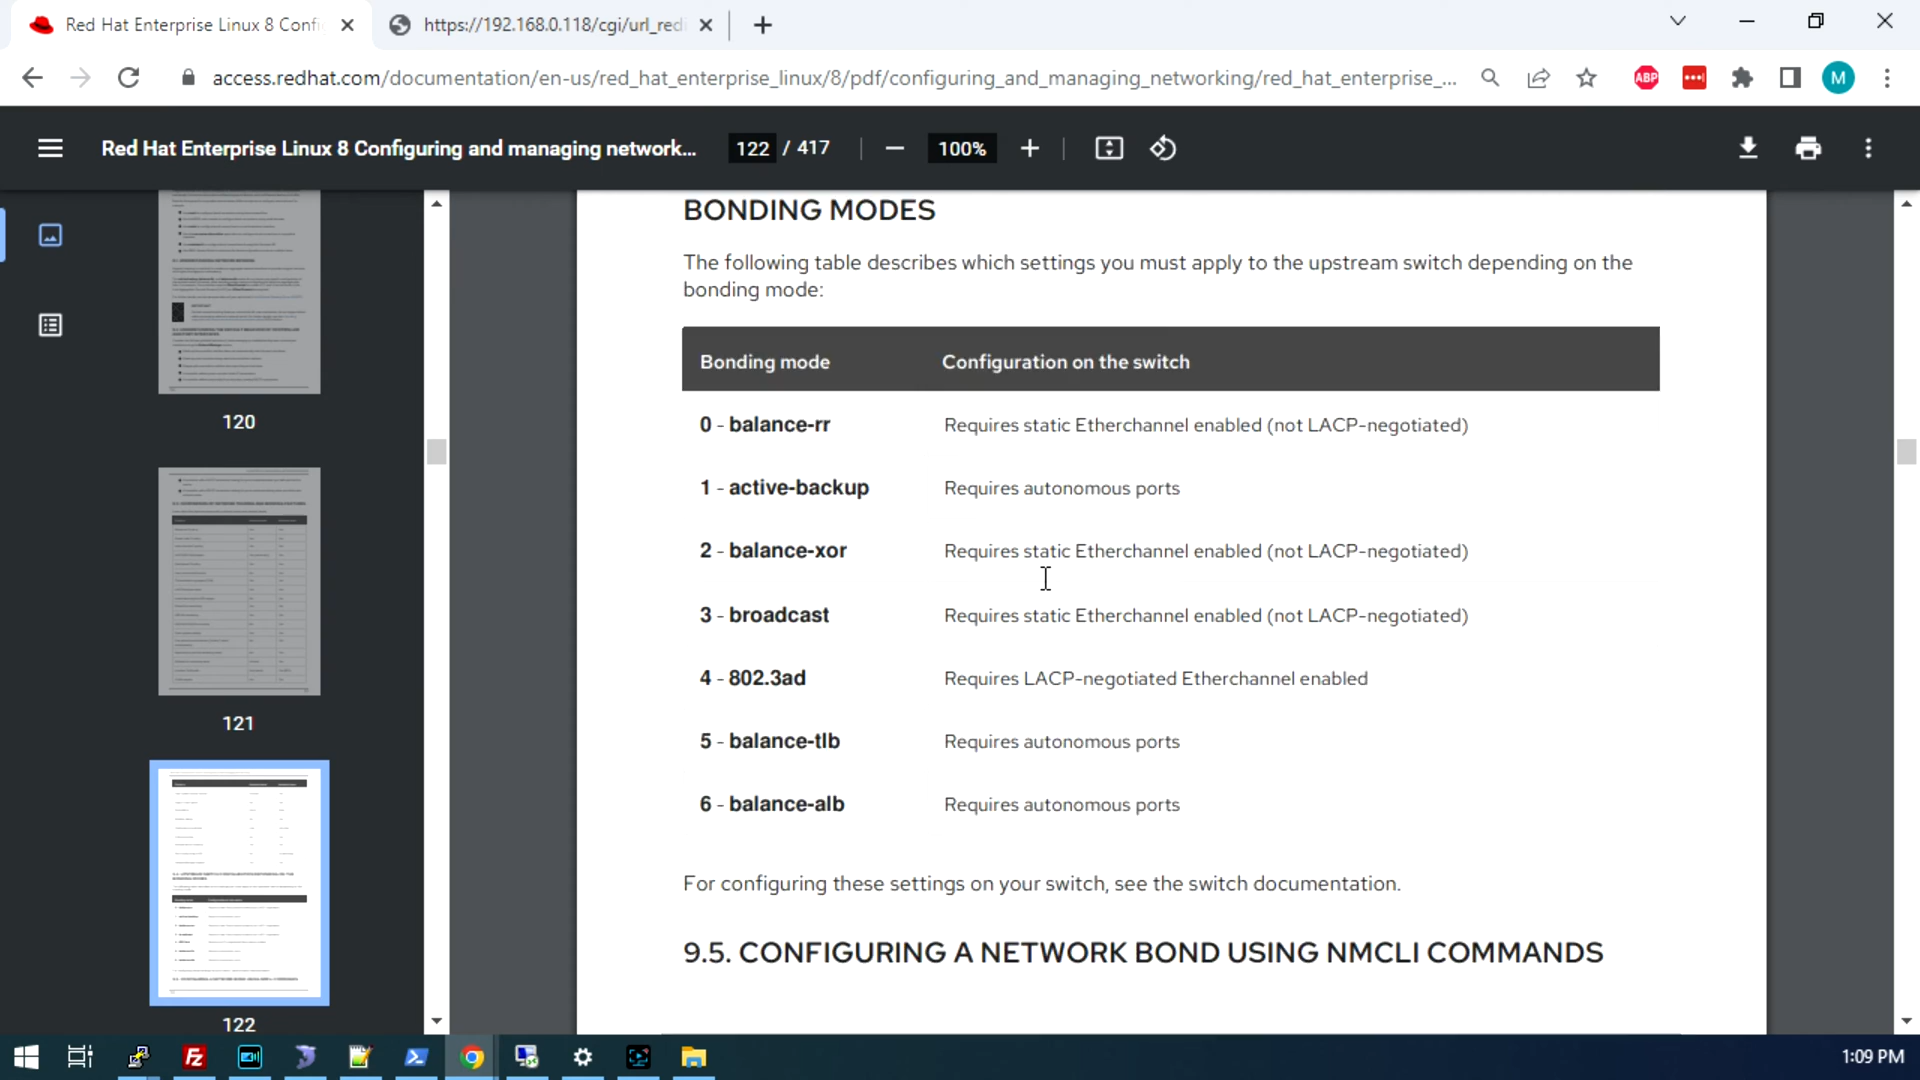 Red Hat Enterprise Linux 8 Confi
https://192.168.0.118/cgi/url_redi
access.redhat.com/documentation/en-us/red_hat_enterprise_linux/8/pdf/configuring_and_managing_networking/red_hat_enterprise_...
ABP
M
Red Hat Enterprise Linux 8 Configuring and managing network...
122 / 417
100%
120
121
122
BONDING MODES
The following table describes which settings you must apply to the upstream switch depending on the
bonding mode:
Bonding mode Configuration on the switch
0 - balance-rr Requires static Etherchannel enabled (not LACP-negotiated)
1 - active-backup Requires autonomous ports
2 - balance-xor Requires static Etherchannel enabled (not LACP-negotiated)
3 - broadcast Requires static Etherchannel enabled (not LACP-negotiated)
4 - 802.3ad Requires LACP-negotiated Etherchannel enabled
5 - balance-tlb Requires autonomous ports
6 - balance-alb Requires autonomous ports
For configuring these settings on your switch, see the switch documentation.
9.5. CONFIGURING A NETWORK BOND USING NMCLI COMMANDS
Fz
1:09 PM